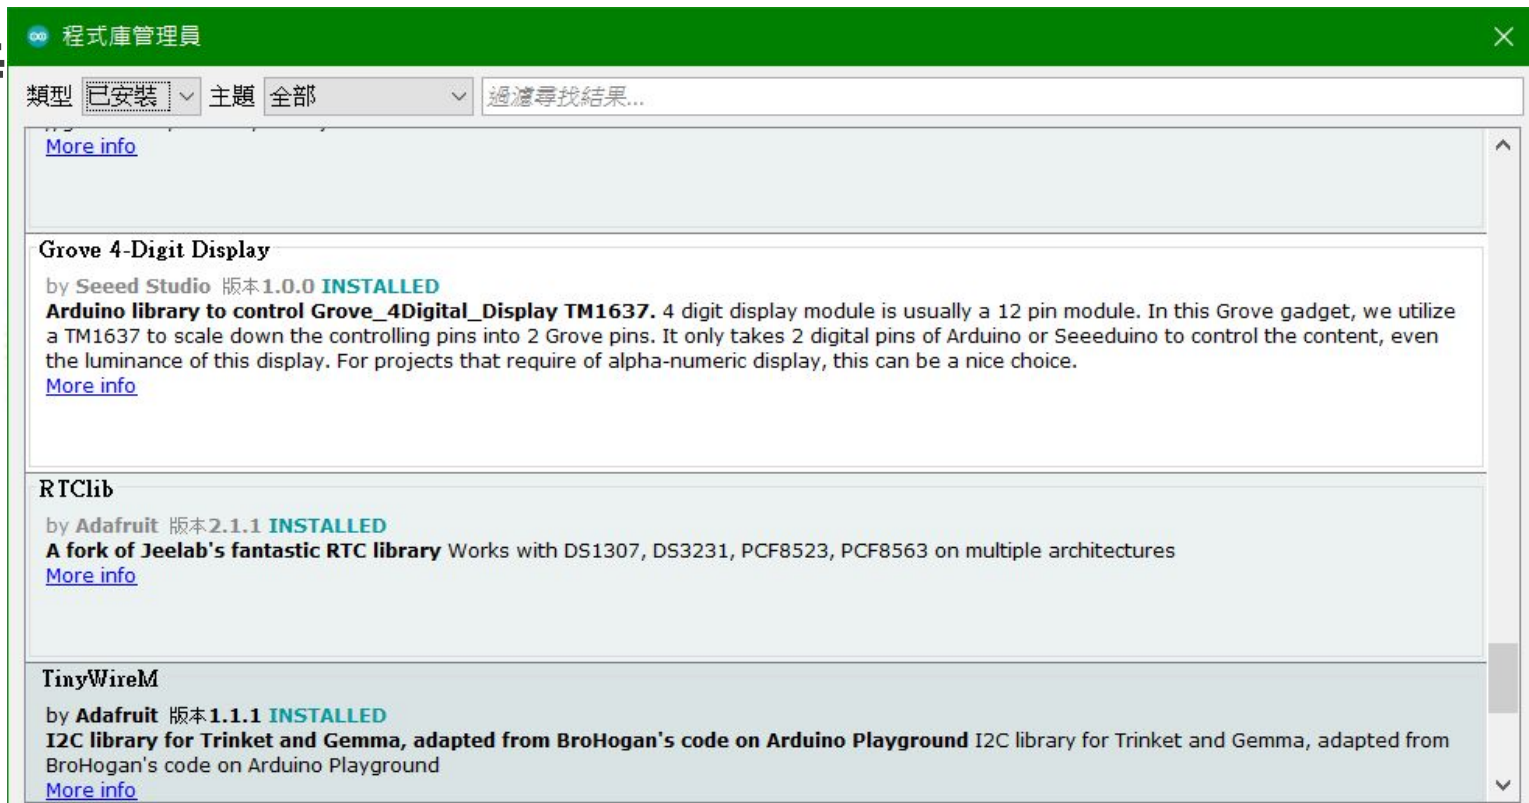 程式庫管理員
類型 已安裝 主題 全部 過濾尋找結果...
More info
Grove 4-Digit Display
by Seeed Studio 版本1.0.0 INSTALLED
Arduino library to control Grove_4Digital_Display TM1637. 4 digit display module is usually a 12 pin module. In this Grove gadget, we utilize
a TM1637 to scale down the controlling pins into 2 Grove pins. It only takes 2 digital pins of Arduino or Seeeduino to control the content, even
the luminance of this display. For projects that require of alpha-numeric display, this can be a nice choice.
More info
RTClib
by Adafruit 版本2.1.1 INSTALLED
A fork of Jeelab's fantastic RTC library Works with DS1307, DS3231, PCF8523, PCF8563 on multiple architectures
More info
TinyWireM
by Adafruit 版本1.1.1 INSTALLED
I2C library for Trinket and Gemma, adapted from BroHogan's code on Arduino Playground I2C library for Trinket and Gemma, adapted from
BroHogan's code on Arduino Playground
More info